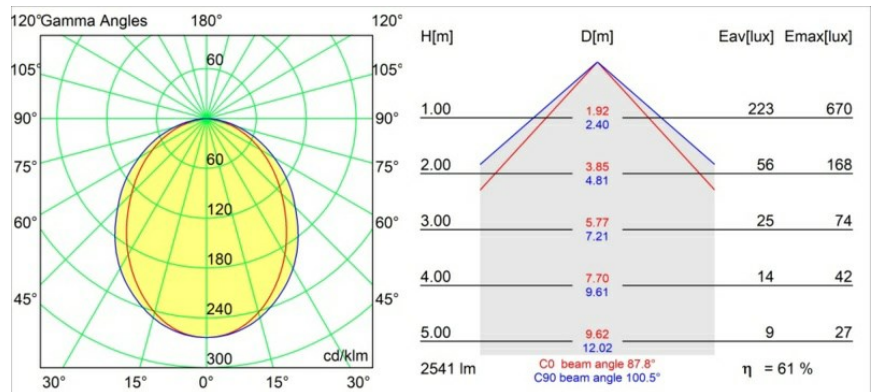 120° Gamma Angles 180° 120°
60
105° 105°
90° 90°
60
75° 75°
120
60° 60°
180
45° 45°
240
300 cd/klm
30° 15° 0° 15° 30°
H[m] D[m] Eav[lux] Emax[lux]
1.00 1.92 223 670
2.40
2.00 3.85 56 168
4.81
3.00 5.77 25 74
7.21
4.00 7.70 14 42
9.61
5.00 9.62 9 27
12.02
2541 lm C0 beam angle 87.8° η = 61 %
C90 beam angle 100.5°